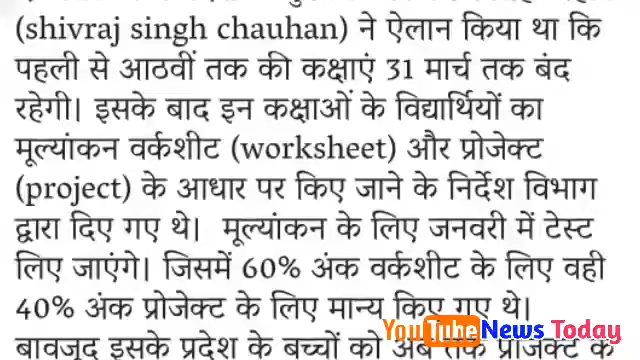 (shivraj singh chauhan) ने ऐलान किया था कि
पहली से आठवीं तक की कक्षाएं 31 मार्च तक बंद
रहेगी। इसके बाद इन कक्षाओं के विद्यार्थियों का
मूल्यांकन वर्कशीट (worksheet) और प्रोजेक्ट
(project) के आधार पर किए जाने के निर्देश विभाग
द्वारा दिए गए थे। मूल्यांकन के लिए जनवरी में टेस्ट
लिए जाएंगे। जिसमें 60% अंक वर्कशीट के लिए वही
40% अंक प्रोजेक्ट के लिए मान्य किए गए थे।
YouTube News Today
बावजूद इसके प्रदेश के बच्चों को अब तक प्रोजेक्ट के